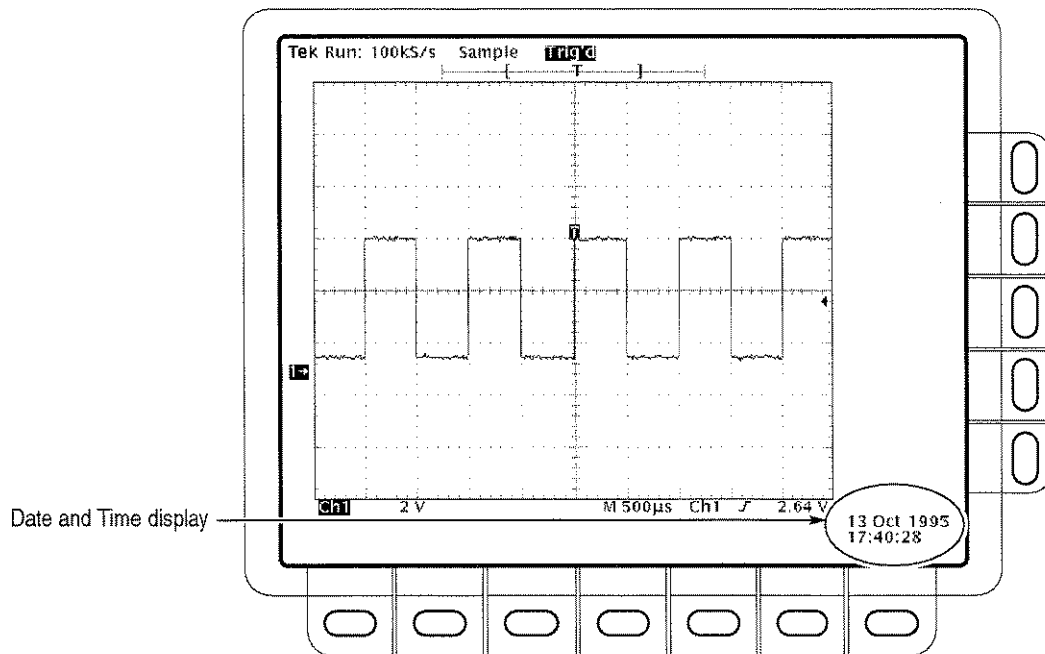 Tek Run: 100kS/s Sample Trig'd
T
T
1→
Ch1 2 V M 500µs Ch1 2.64 V
Date and Time display
13 Oct 1995
17:40:28